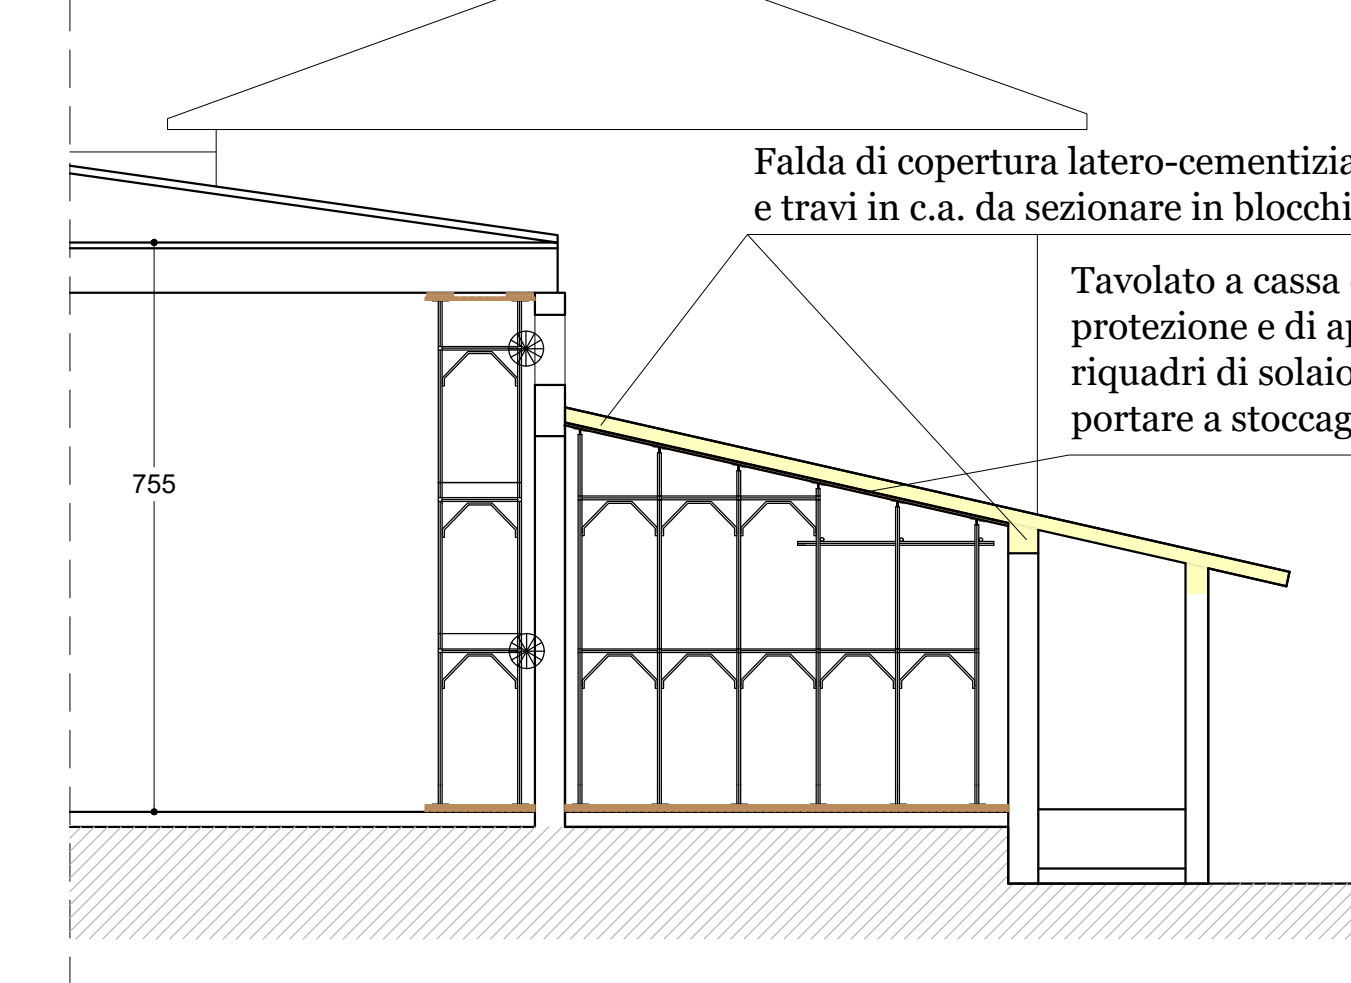 Falda di copertura latero-cementizia
e travi in c.a. da sezionare in blocchi
Tavolato a cassa
protezione e di
riquadri di solaio
portare a
755